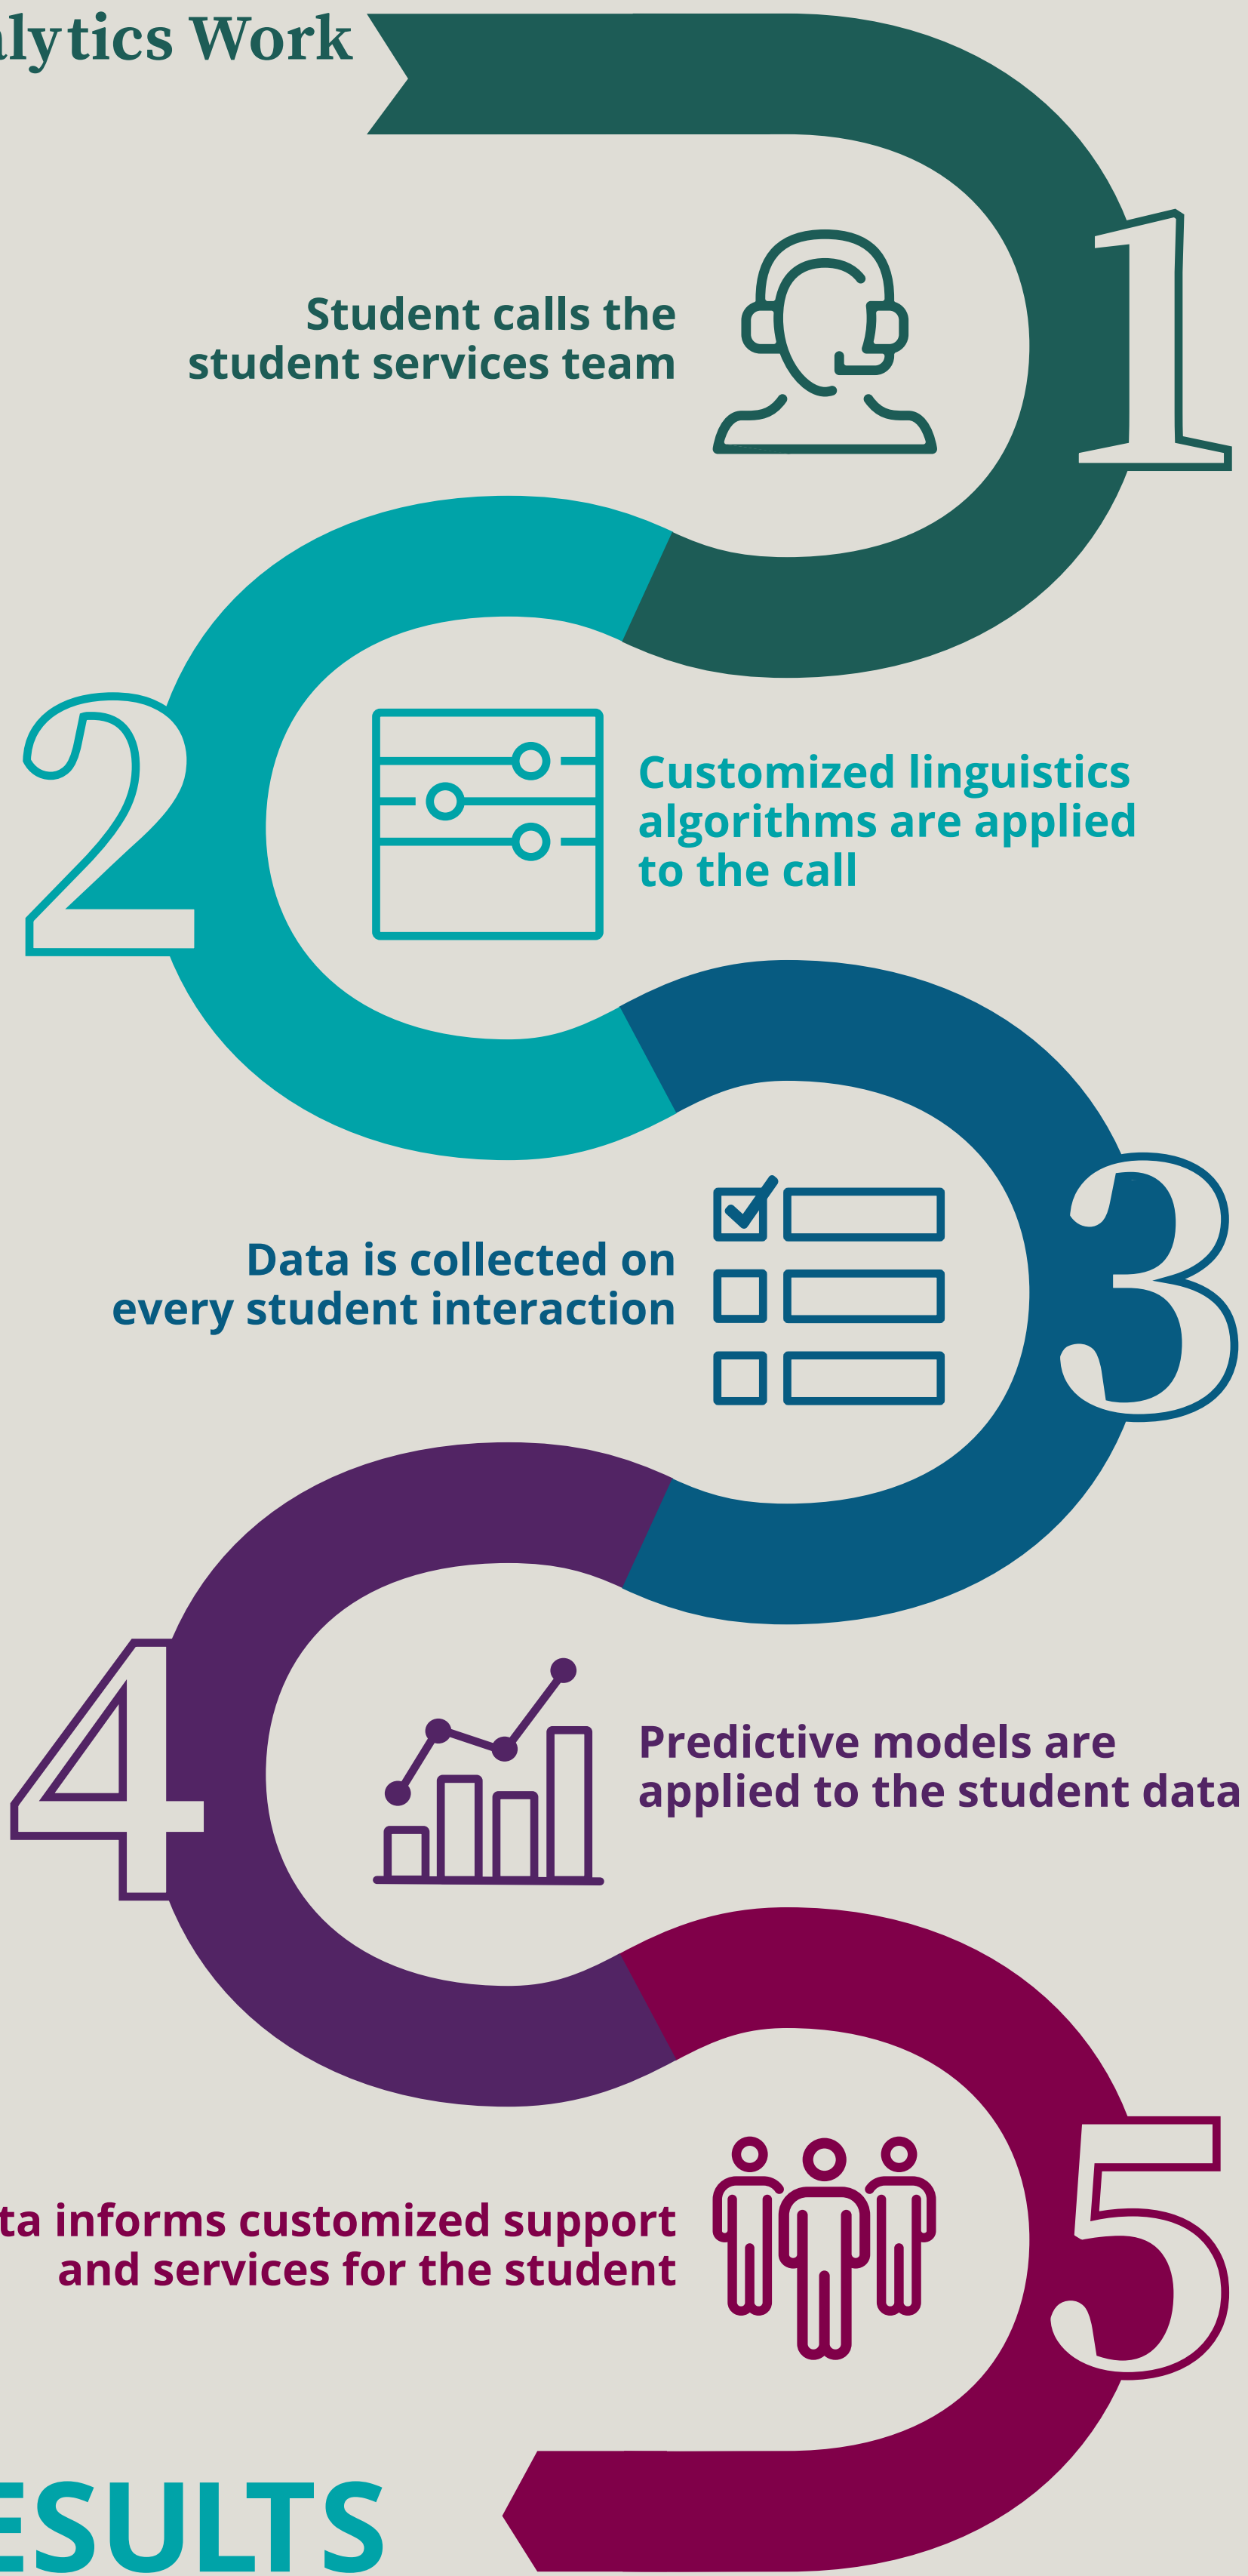 lytics Work
1
Student calls the
student services team
2
Customized linguistics
algorithms are applied
to the call
3
Data is collected on
every student interaction
4
Predictive models are
applied to the student data
5
ta informs customized support
and services for the student
ESULTS